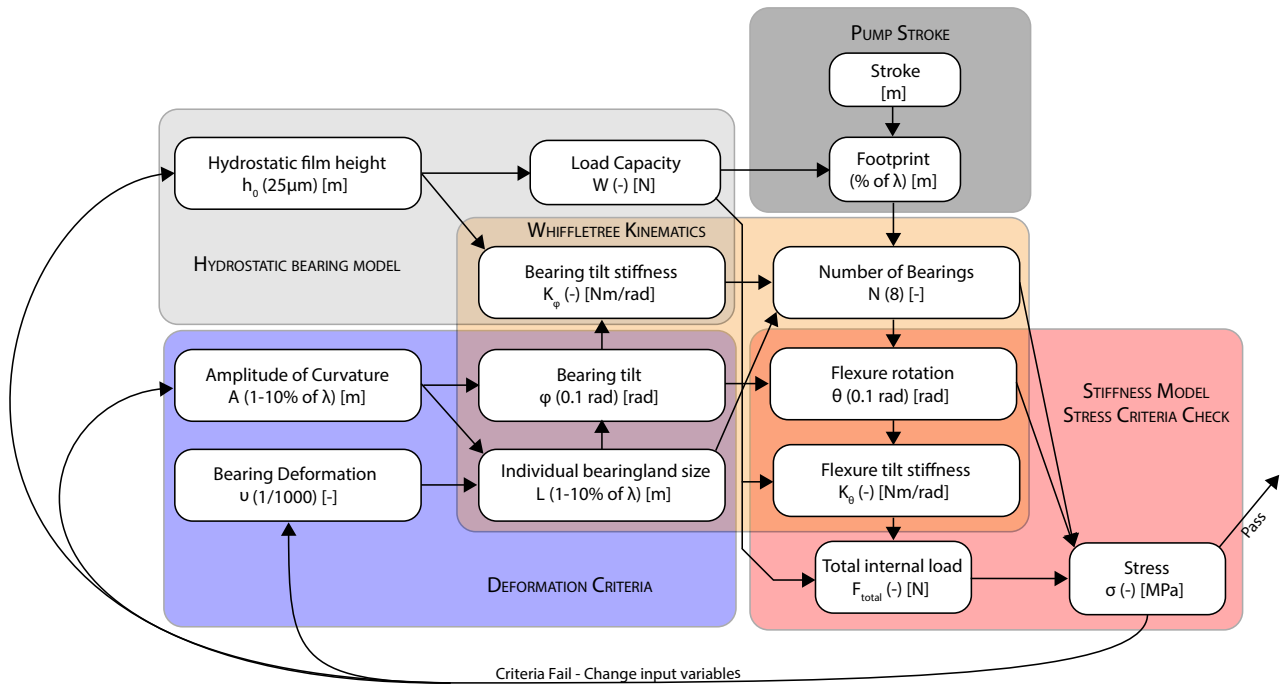 PUMP STROKE
Stroke
[m]
Hydrostatic film height
h₀ (25μm) [m]
Load Capacity
W (-) [N]
Footprint
(% of λ) [m]
WHIFFLETREE KINEMATICS
HYDROSTATIC BEARING MODEL
Bearing tilt stiffness
Kφ (-) [Nm/rad]
Number of Bearings
N (8) [-]
Amplitude of Curvature
A (1-10% of λ) [m]
Bearing tilt
φ (0.1 rad) [rad]
Flexure rotation
θ (0.1 rad) [rad]
STIFFNESS MODEL
STRESS CRITERIA CHECK
Bearing Deformation
υ (1/1000) [-]
Individual bearingland size
L (1-10% of λ) [m]
Flexure tilt stiffness
Kθ (-) [Nm/rad]
Pass
DEFORMATION CRITERIA
Total internal load
Ftotal (-) [N]
Stress
σ (-) [MPa]
Criteria Fail - Change input variables